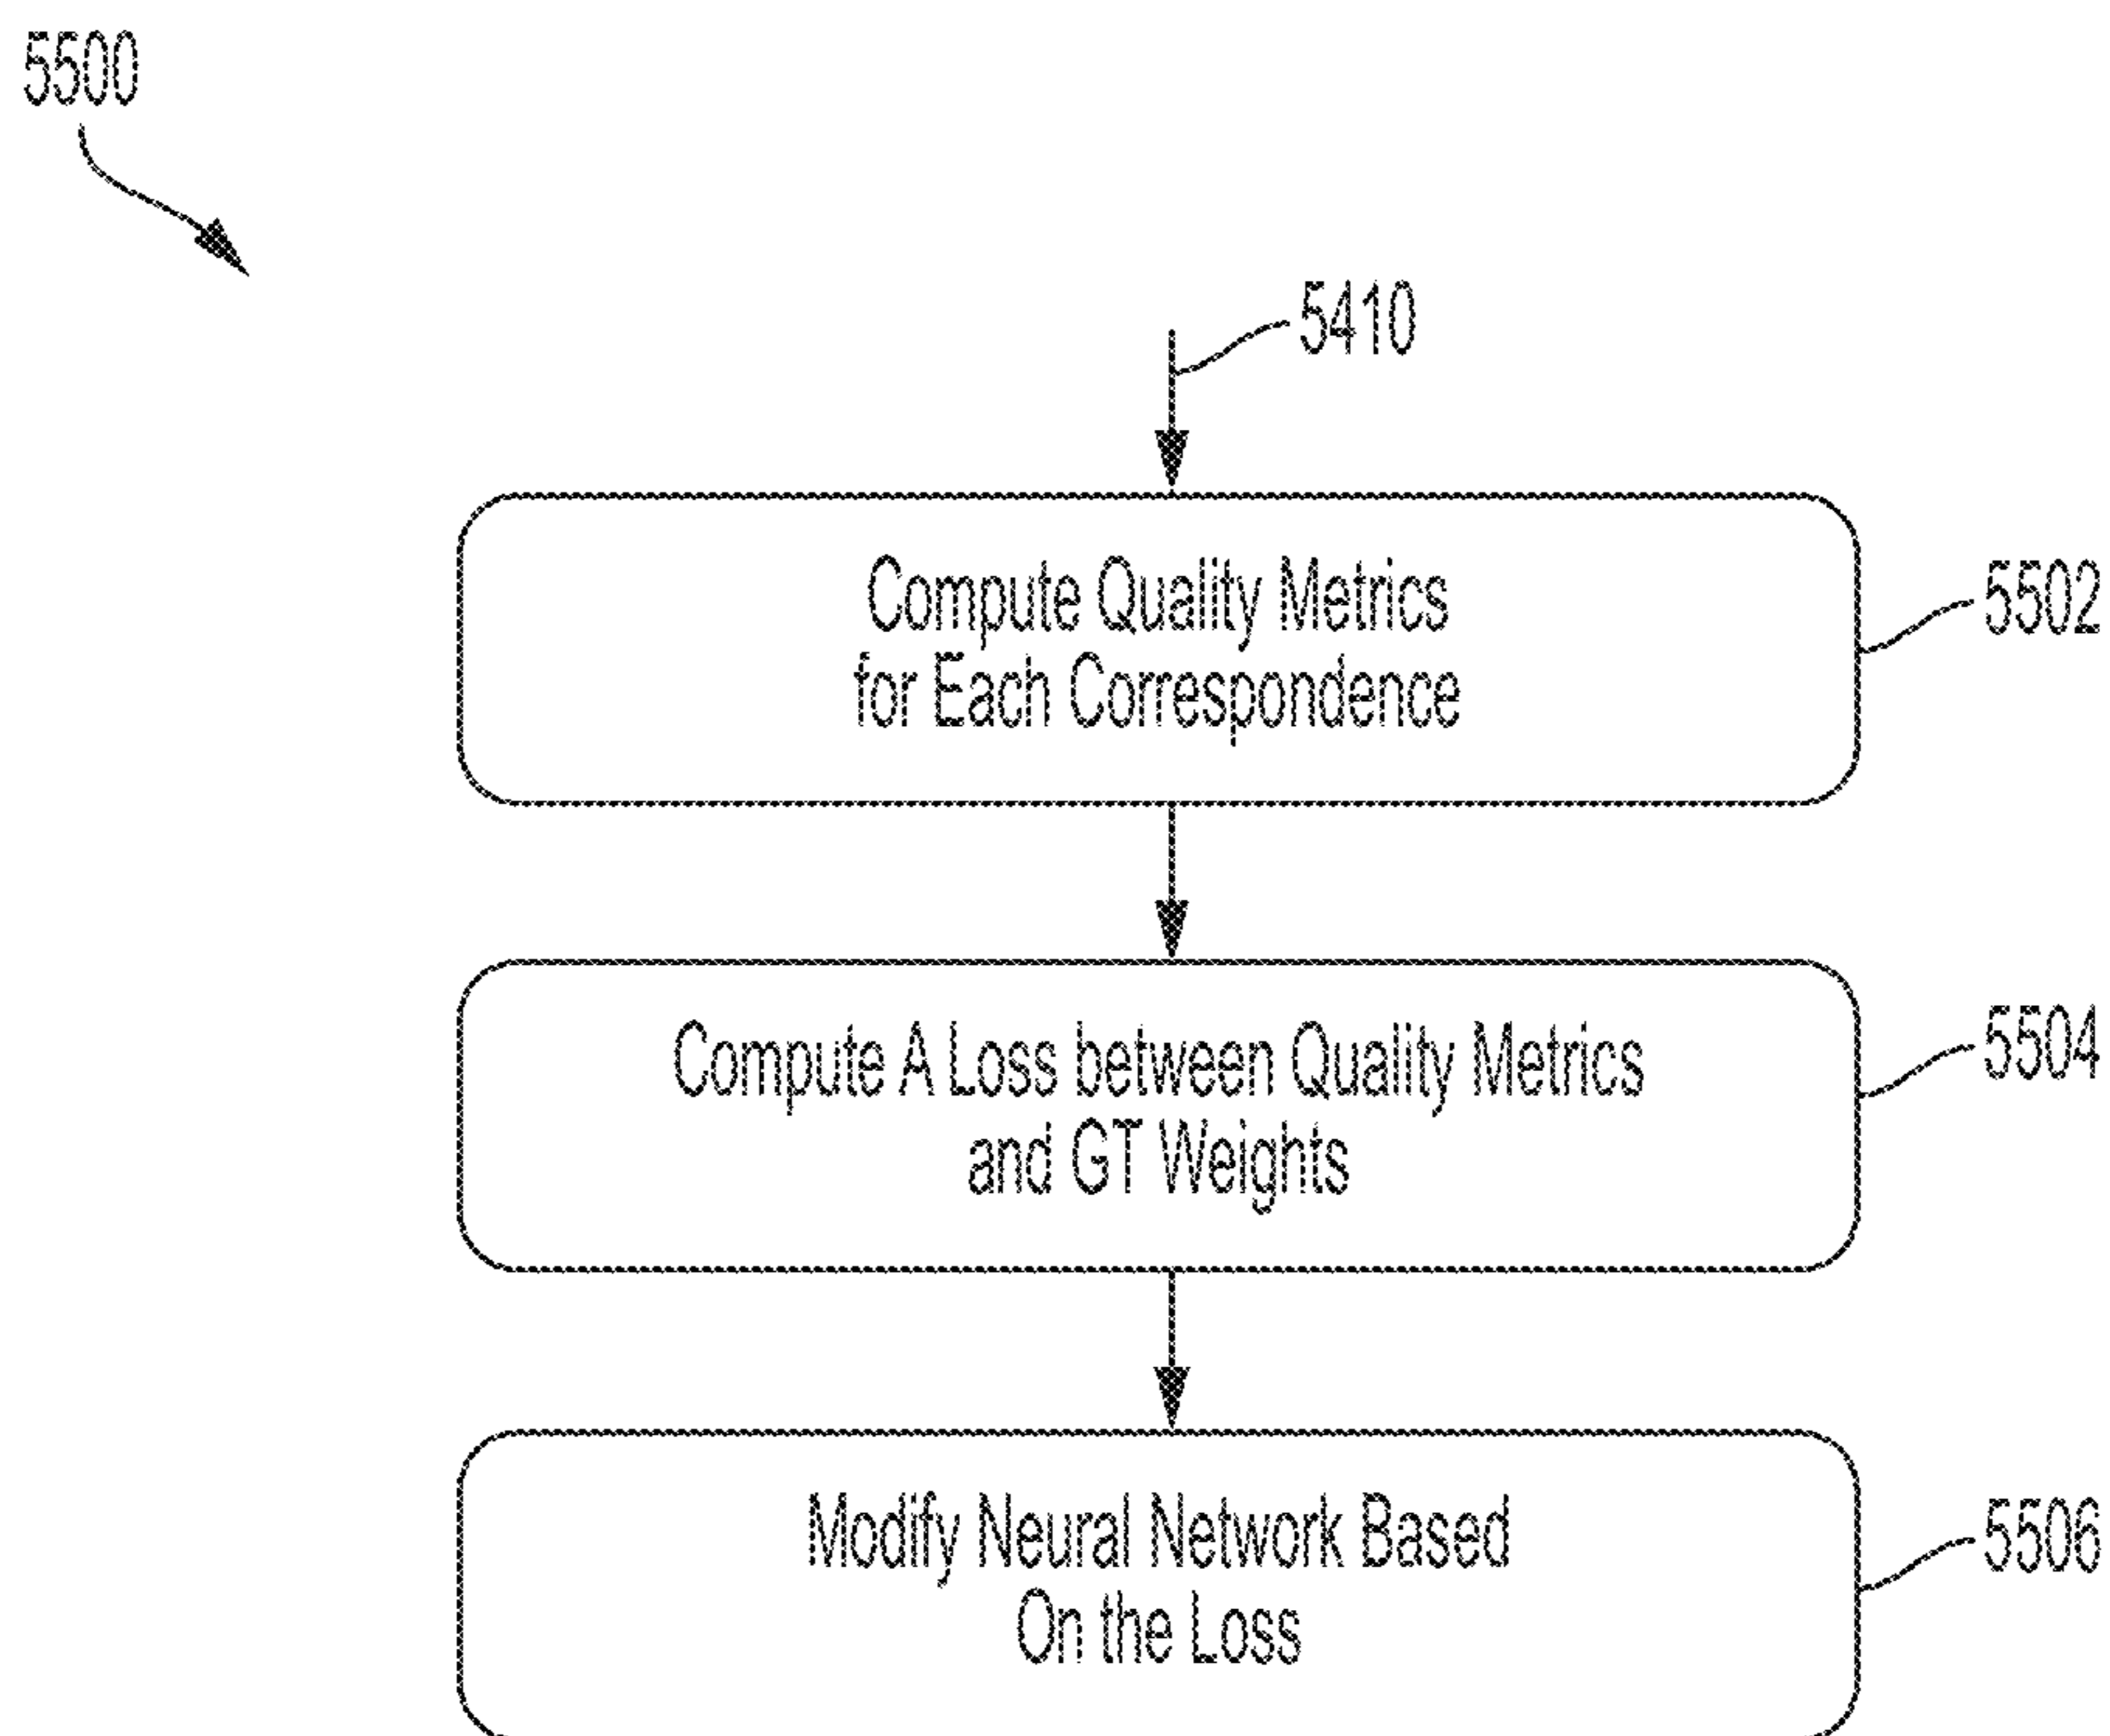 5500
5410
Compute Quality Metrics
for Each Correspondence
5502
Compute A Loss between Quality Metrics
and GT Weights
5504
Modify Neural Network Based
On the Loss
5506